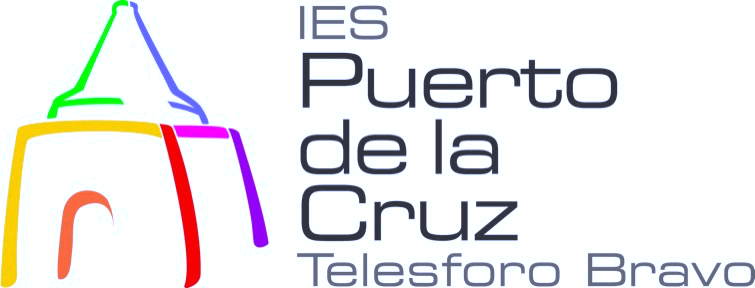 IES
Puerto
de la
Cruz
Telesforo Bravo